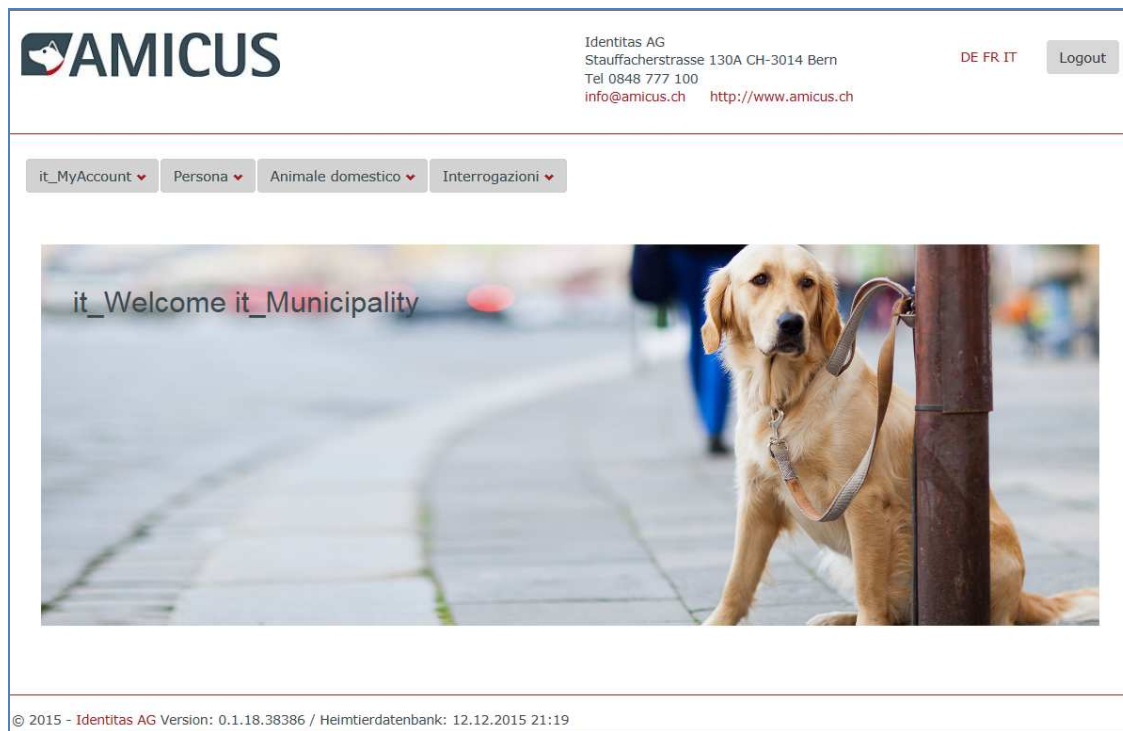 AMICUS
Identitas AG
Stauffacherstrasse 130A CH-3014 Bern
Tel 0848 777 100
info@amicus.ch http://www.amicus.ch
DE FR IT
Logout
it_MyAccount Persona Animale domestico Interrogazioni
it_Welcome it_Municipality
© 2015 - Identitas AG Version: 0.1.18.38386 / Heimtierdatenbank: 12.12.2015 21:19